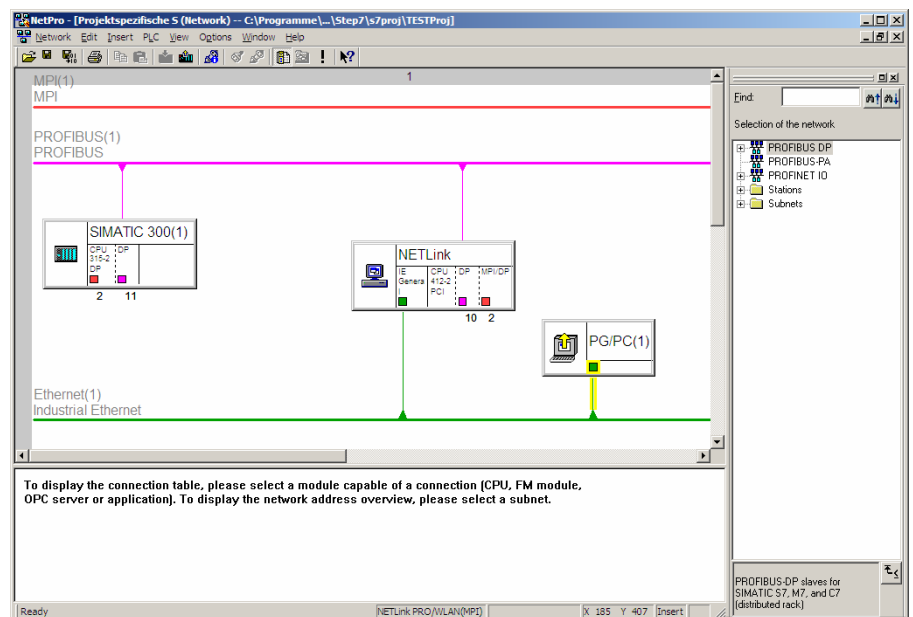 NetPro - [Projektspezifische S (Network) -- C:\Programme\...\Step7\s7proj\TESTProj]
Network Edit Insert PLC View Options Window Help
1
MPI(1)
MPI
PROFIBUS(1)
PROFIBUS
SIMATIC 300(1)
CPU
315-2
DP
DP
2 11
NETLink
IE
Genera
l
CPU
412-2
PCI
DP
MPI/DP
10 2
PG/PC(1)
Ethernet(1)
Industrial Ethernet
To display the connection table, please select a module capable of a connection (CPU, FM module,
OPC server or application). To display the network address overview, please select a subnet.
Find:
Selection of the network
PROFIBUS DP
PROFIBUS-PA
PROFINET IO
Stations
Subnets
PROFIBUS-DP slaves for
SIMATIC S7, M7, and C7
(distributed rack)
Ready NETLink PRO/WLAN(MPI) X 185 Y 407 Insert